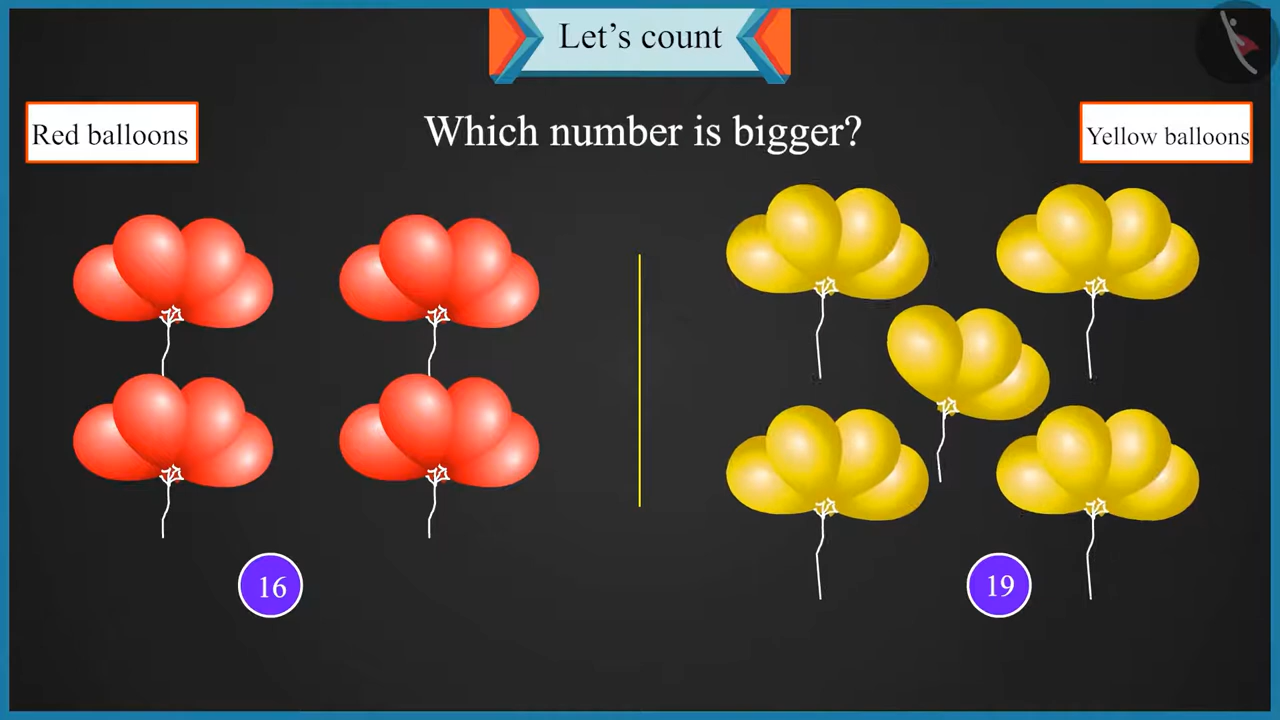 Let’s count
Red balloons
Which number is bigger?
Yellow balloons
16
19